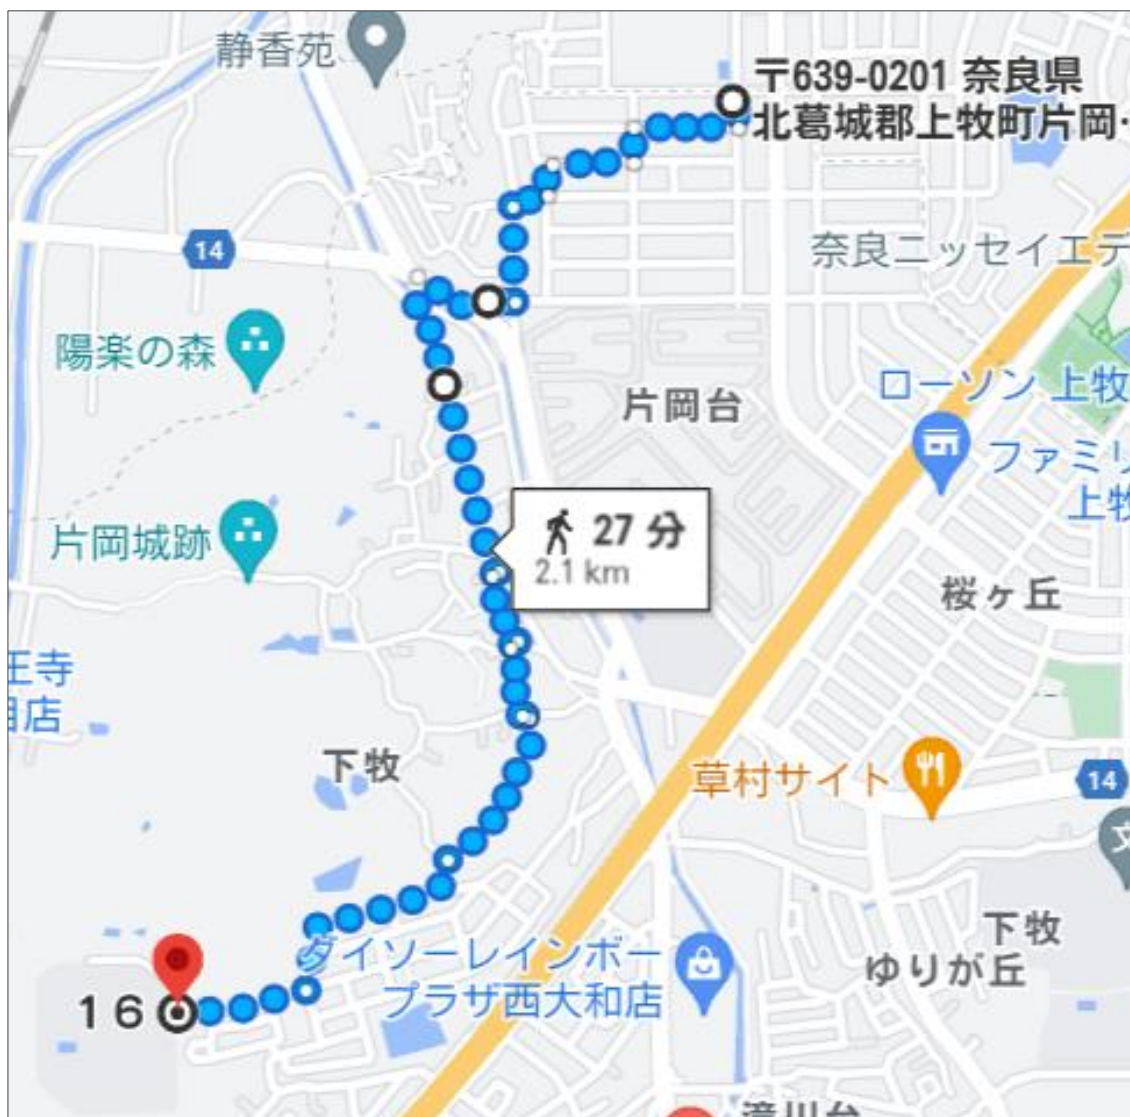 静香苑
〒639-0201 奈良県
北葛城郡上牧町片岡
14
奈良ニッセイエデ
陽楽の森
片岡台
ローソン 上牧
ファミリ
上牧
片岡城跡
27 分
2.1 km
桜ヶ丘
王寺
店
下牧
草村サイト
14
文
下牧
ゆりが丘
ダイソーレインボー
プラザ西大和店
16
滝川台